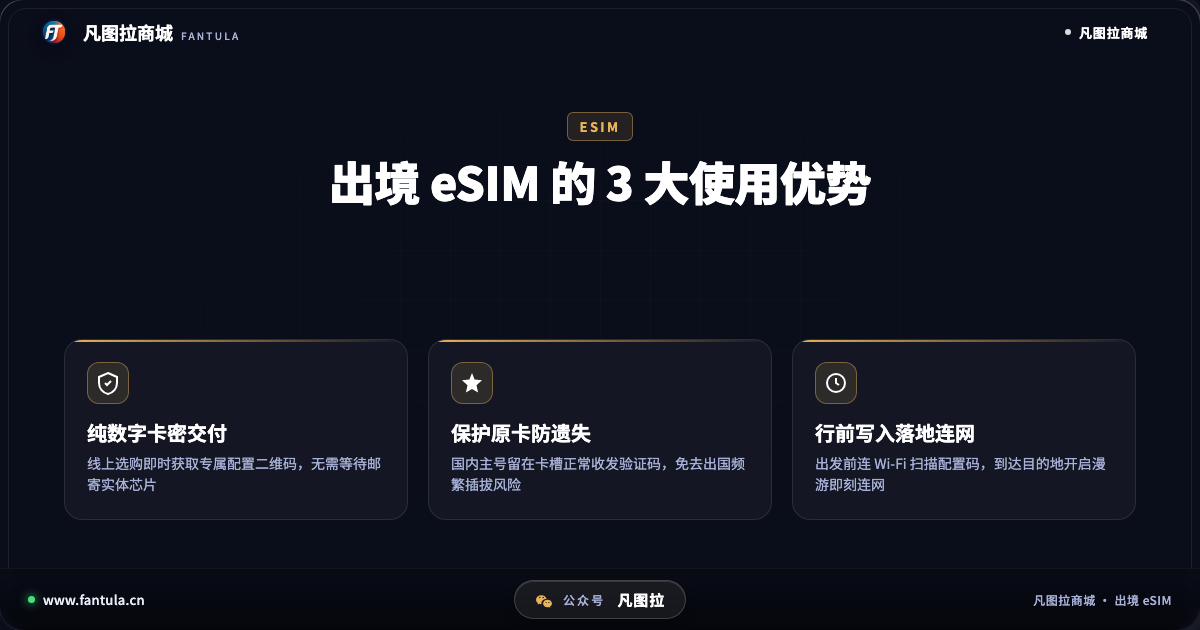 FT 凡图拉商城 FANTULA
凡图拉商城
ESIM
出境 eSIM 的 3 大使用优势
纯数字卡密交付
线上选购即时获取专属配置二维码，无需等待邮
寄实体芯片
保护原卡防遗失
国内主号留在卡槽正常收发验证码，免去出国频
繁插拔风险
行前写入落地连网
出发前连 Wi-Fi 扫描配置码，到达目的地开启漫
游即刻连网
www.fantula.cn
公众号 凡图拉
凡图拉商城 · 出境 eSIM